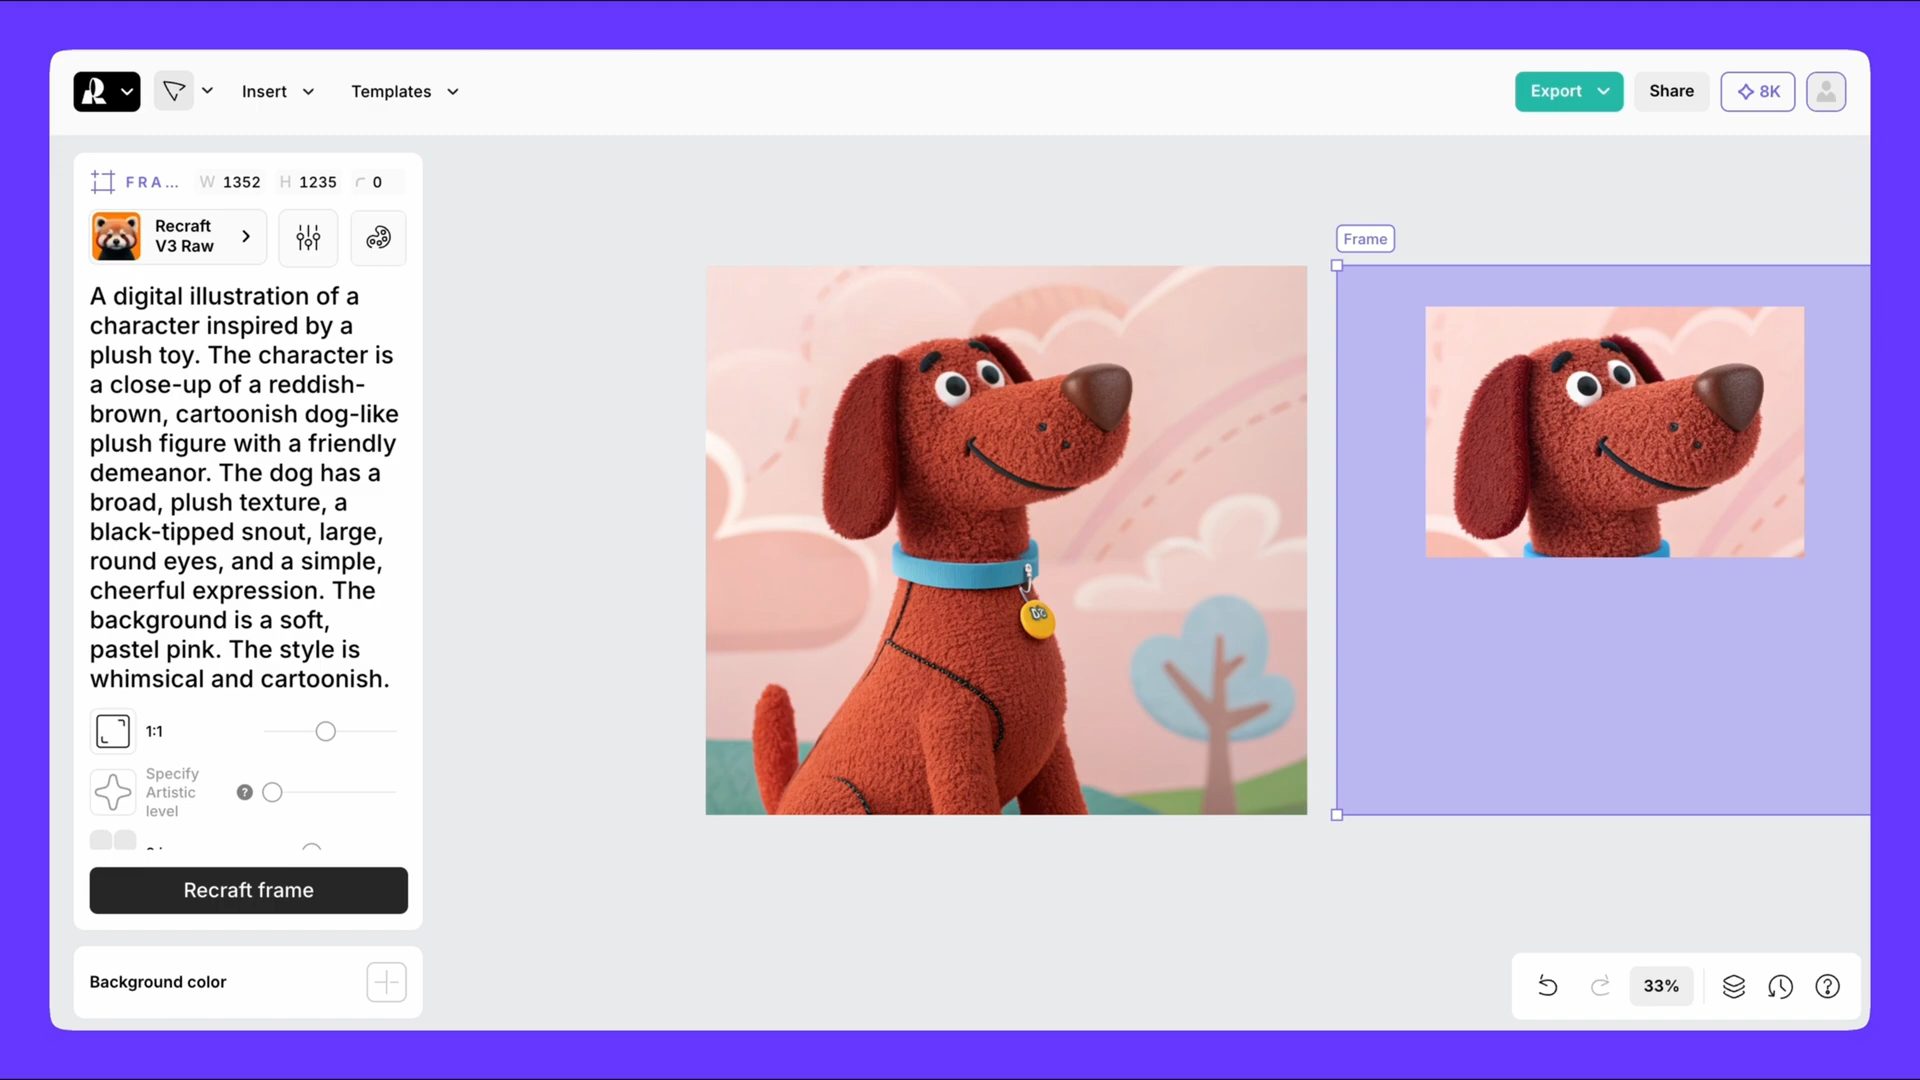 Insert
Templates
Export
Share
8K
FRA...
W 1352
H 1235
0
Recraft
V3 Raw
A digital illustration of a
character inspired by a
plush toy. The character is
a close-up of a reddish-
brown, cartoonish dog-like
plush figure with a friendly
demeanor. The dog has a
broad, plush texture, a
black-tipped snout, large,
round eyes, and a simple,
cheerful expression. The
background is a soft,
pastel pink. The style is
whimsical and cartoonish.
1:1
Specify
Artistic
level
?
Recraft frame
Background color
Frame
33%